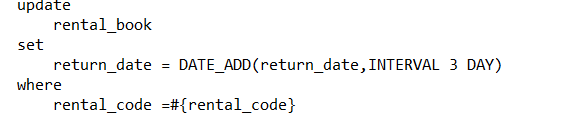 update
rental_book
set
return_date = DATE_ADD(return_date,INTERVAL 3 DAY)
where
rental_code =#{rental_code}